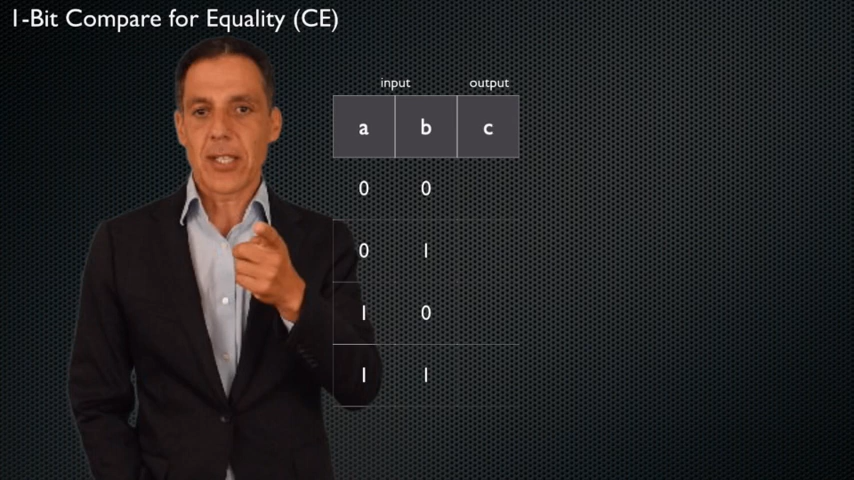 1-Bit Compare for Equality (CE)
input output
a b c
0 0
0 1
1 0
1 1